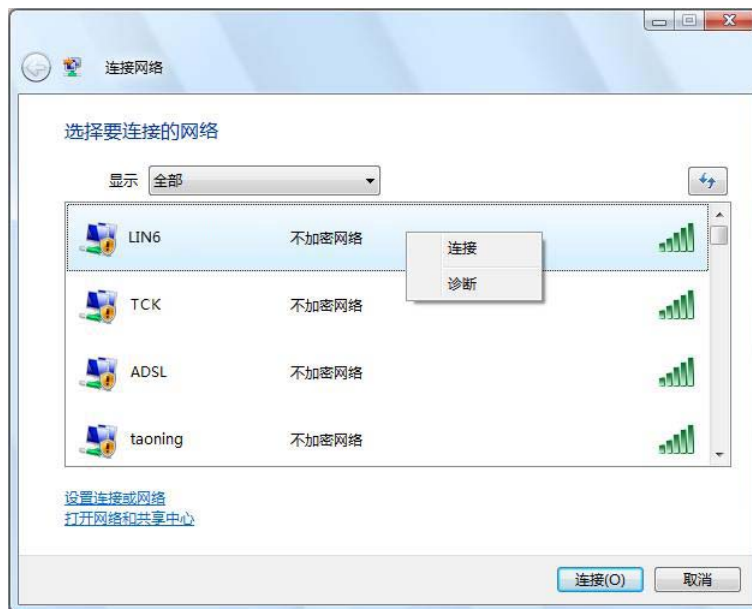 连接网络
选择要连接的网络
显示 全部
LIN6 不加密网络
连接
诊断
TCK 不加密网络
ADSL 不加密网络
taoning 不加密网络
设置连接或网络
打开网络和共享中心
连接(O) 取消